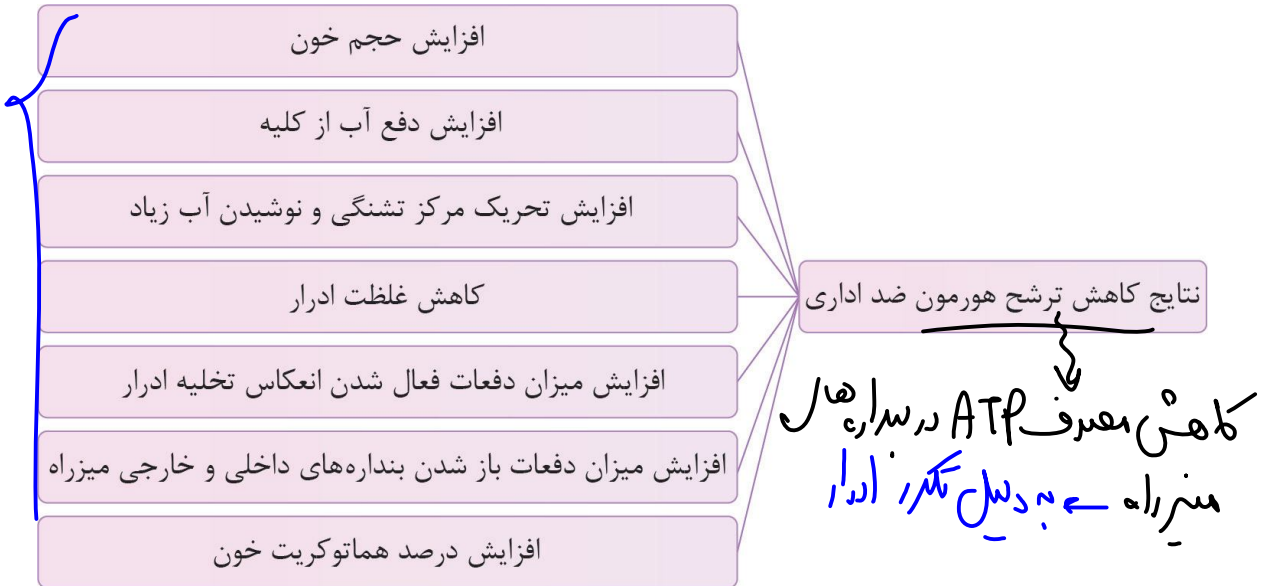 افزایش حجم خون
افزایش دفع آب از کلیه
افزایش تحریک مرکز تشنگی و نوشیدن آب زیاد
کاهش غلظت ادرار
افزایش میزان دفعات فعال شدن انعکاس تخلیه ادرار
افزایش میزان دفعات باز شدن بنداره‌های داخلی و خارجی میزراه
افزایش درصد هماتوکریت خون
نتایج کاهش ترشح هورمون ضد اداری
کاهش مصرف ATP در بنداره های
میزراه ← به دلیل تکرر ادرار